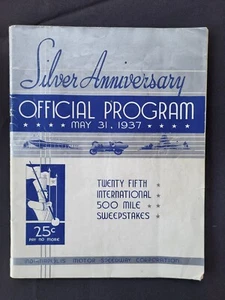 Silver Anniversary
OFFICIAL PROGRAM
MAY 31, 1937
TWENTY FIFTH
INTERNATIONAL
500 MILE
SWEEPSTAKES
25¢
PAY NO MORE
INDIANAPOLIS MOTOR SPEEDWAY CORPORATION